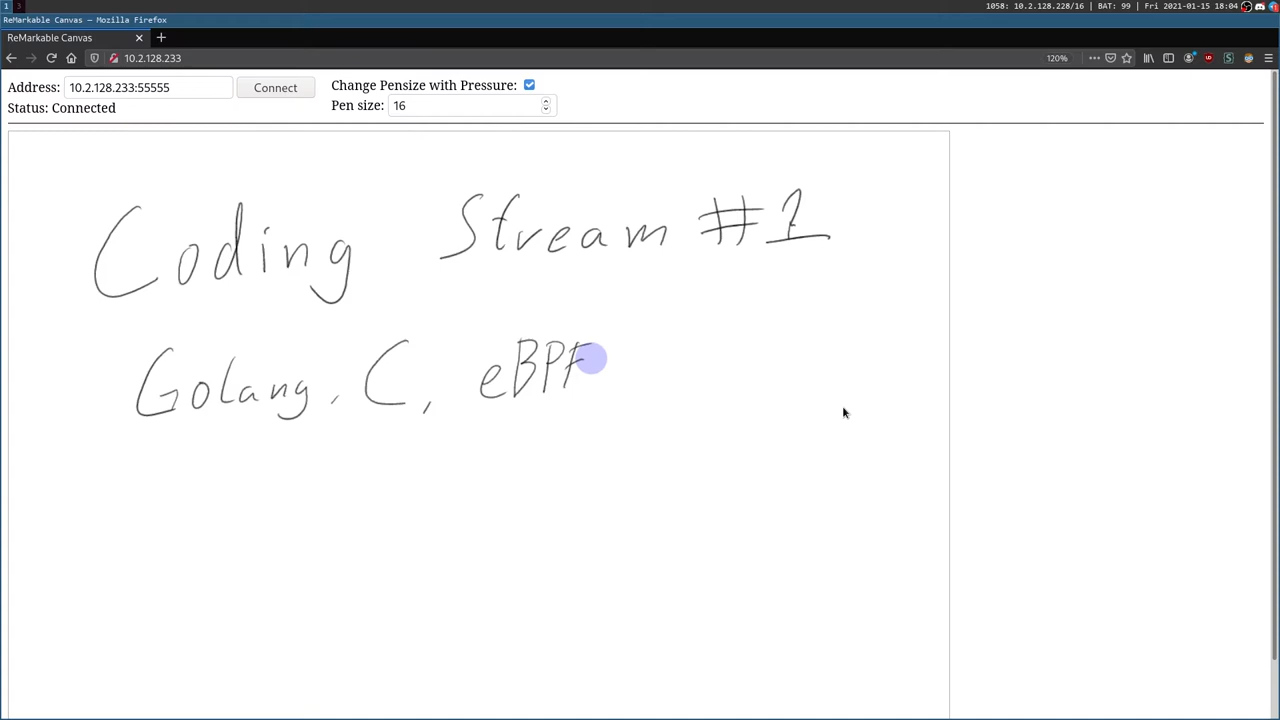 1 3 1058: 10.2.128.228/16 | BAT: 99 | Fri 2021-01-15 18:04
ReMarkable Canvas — Mozilla Firefox
ReMarkable Canvas
10.2.128.233 120%
Address: 10.2.128.233:55555 Connect Change Pensize with Pressure:
Status: Connected Pen size: 16
Coding Stream #1
Golang, C, eBPF